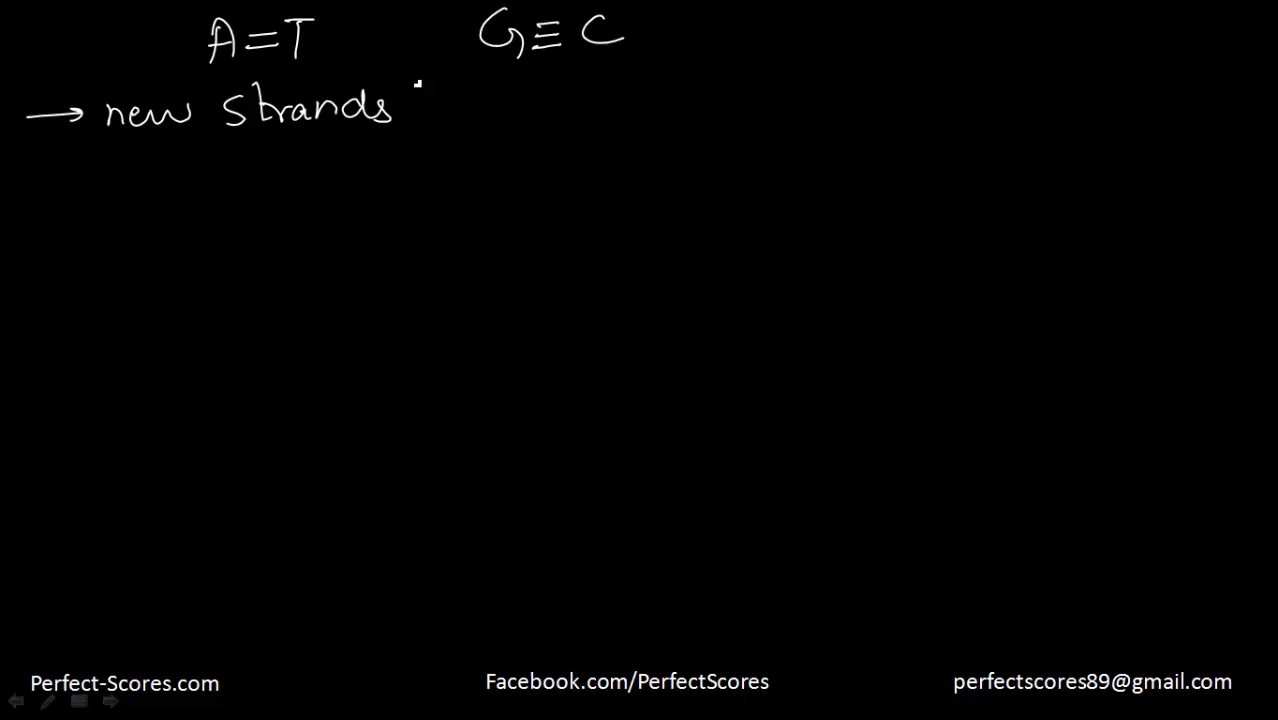 A=T G≡C
→ new strands
Perfect-Scores.com Facebook.com/PerfectScores perfectscores89@gmail.com